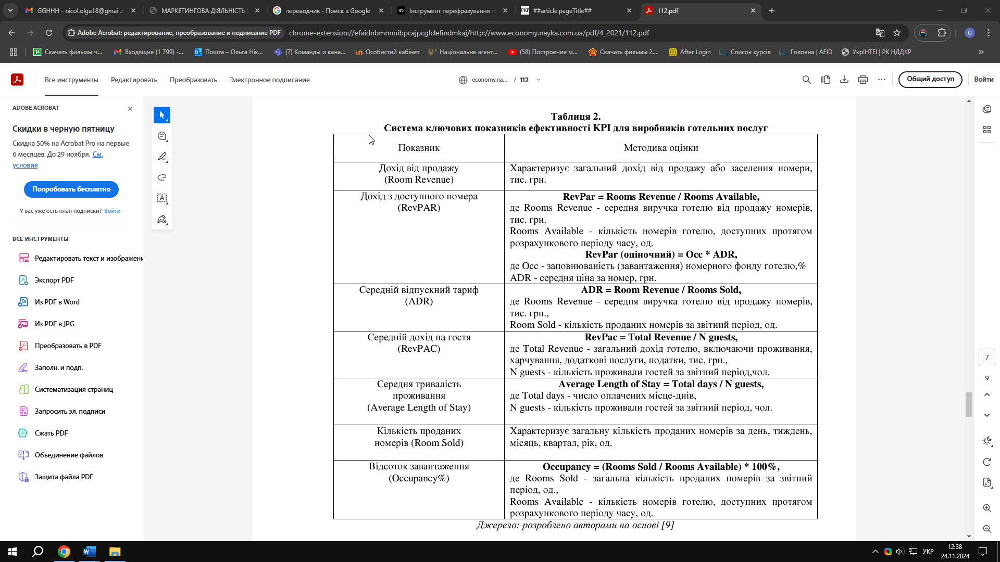 GGHHH - nicol.olga18@gmail.c
МАРКЕТИНГОВА ДІЯЛЬНІСТЬ
переводчик - Поиск в Google
Інструмент перефразування те
##article.pageTitle##
112.pdf
Adobe Acrobat: редактирование, преобразование и подписание PDF
chrome-extension://efaidnbmnnnibpcajpcglclefindmkaj/http://www.economy.nayka.com.ua/pdf/4_2021/112.pdf
О
Скачать фильмы ч...
Входящие (1 799) -...
Пошта – Ольга Нік...
(7) Команды и кана...
Особистий кабінет
Національне агент...
(58) Построение м...
Скачать фильмы 2...
After Login
Список курсів
Головна | AFID
УкрІНТЕІ | РК НДДКР
Все инструменты
Редактировать
Преобразовать
Электронное подписание
economy.na... / 112
Общий доступ
Войти
ADOBE ACROBAT
Скидки в черную пятницу
Скидка 50% на Acrobat Pro на первые
6 месяцев. До 29 ноября. См.
условия
Попробовать бесплатно
У вас уже есть план подписки? Войти
ВСЕ ИНСТРУМЕНТЫ
Редактировать текст и изображени
Экспорт PDF
Из PDF в Word
Из PDF в JPG
Преобразовать в PDF
Заполн. и подп.
Систематизация страниц
Запросить эл. подписи
Сжать PDF
Объединение файлов
Защита файла PDF
Таблиця 2.
Система ключових показників ефективності KPI для виробників готельних послуг
Показник
Методика оцінки
Дохід від продажу
(Room Revenue)
Характеризує загальний дохід від продажу або заселення номери,
тис. грн.
Дохід з доступного номера
(RevPAR)
RevPar = Rooms Revenue / Rooms Available,
де Rooms Revenue - середня виручка готелю від продажу номерів,
тис. грн.
Rooms Available - кількість номерів готелю, доступних протягом
розрахункового періоду часу, од.
RevPar (оціночний) = Occ * ADR,
де Occ - заповнюваність (завантаження) номерного фонду готелю,%
ADR - середня ціна за номер, грн.
Середній відпускний тариф
(ADR)
ADR = Room Revenue / Rooms Sold,
де Rooms Revenue - середня виручка готелю від продажу номерів,
тис. грн.,
Room Sold - кількість проданих номерів за звітний період, од.
Середній дохід на гостя
(RevPAC)
RevPac = Total Revenue / N guests,
де Total Revenue - загальний дохід готелю, включаючи проживання,
харчування, додаткові послуги, податки, тис. грн.,
N guests - кількість проживали гостей за звітний період,чол.
Середня тривалість
проживання
(Average Length of Stay)
Average Length of Stay = Total days / N guests,
де Total days - число оплачених місце-днів,
N guests - кількість проживали гостей за звітний період, чол.
Кількість проданих
номерів (Room Sold)
Характеризує загальну кількість проданих номерів за день, тиждень,
місяць, квартал, рік, од.
Відсоток завантаження
(Occupancy%)
Occupancy = (Rooms Sold / Rooms Available) * 100%,
де Rooms Sold - загальна кількість проданих номерів за звітний
період, од.,
Rooms Available - кількість номерів готелю, доступних протягом
розрахункового періоду часу, од.
Джерело: розроблено авторами на основі [9]
7
9
УКР
12:38
24.11.2024